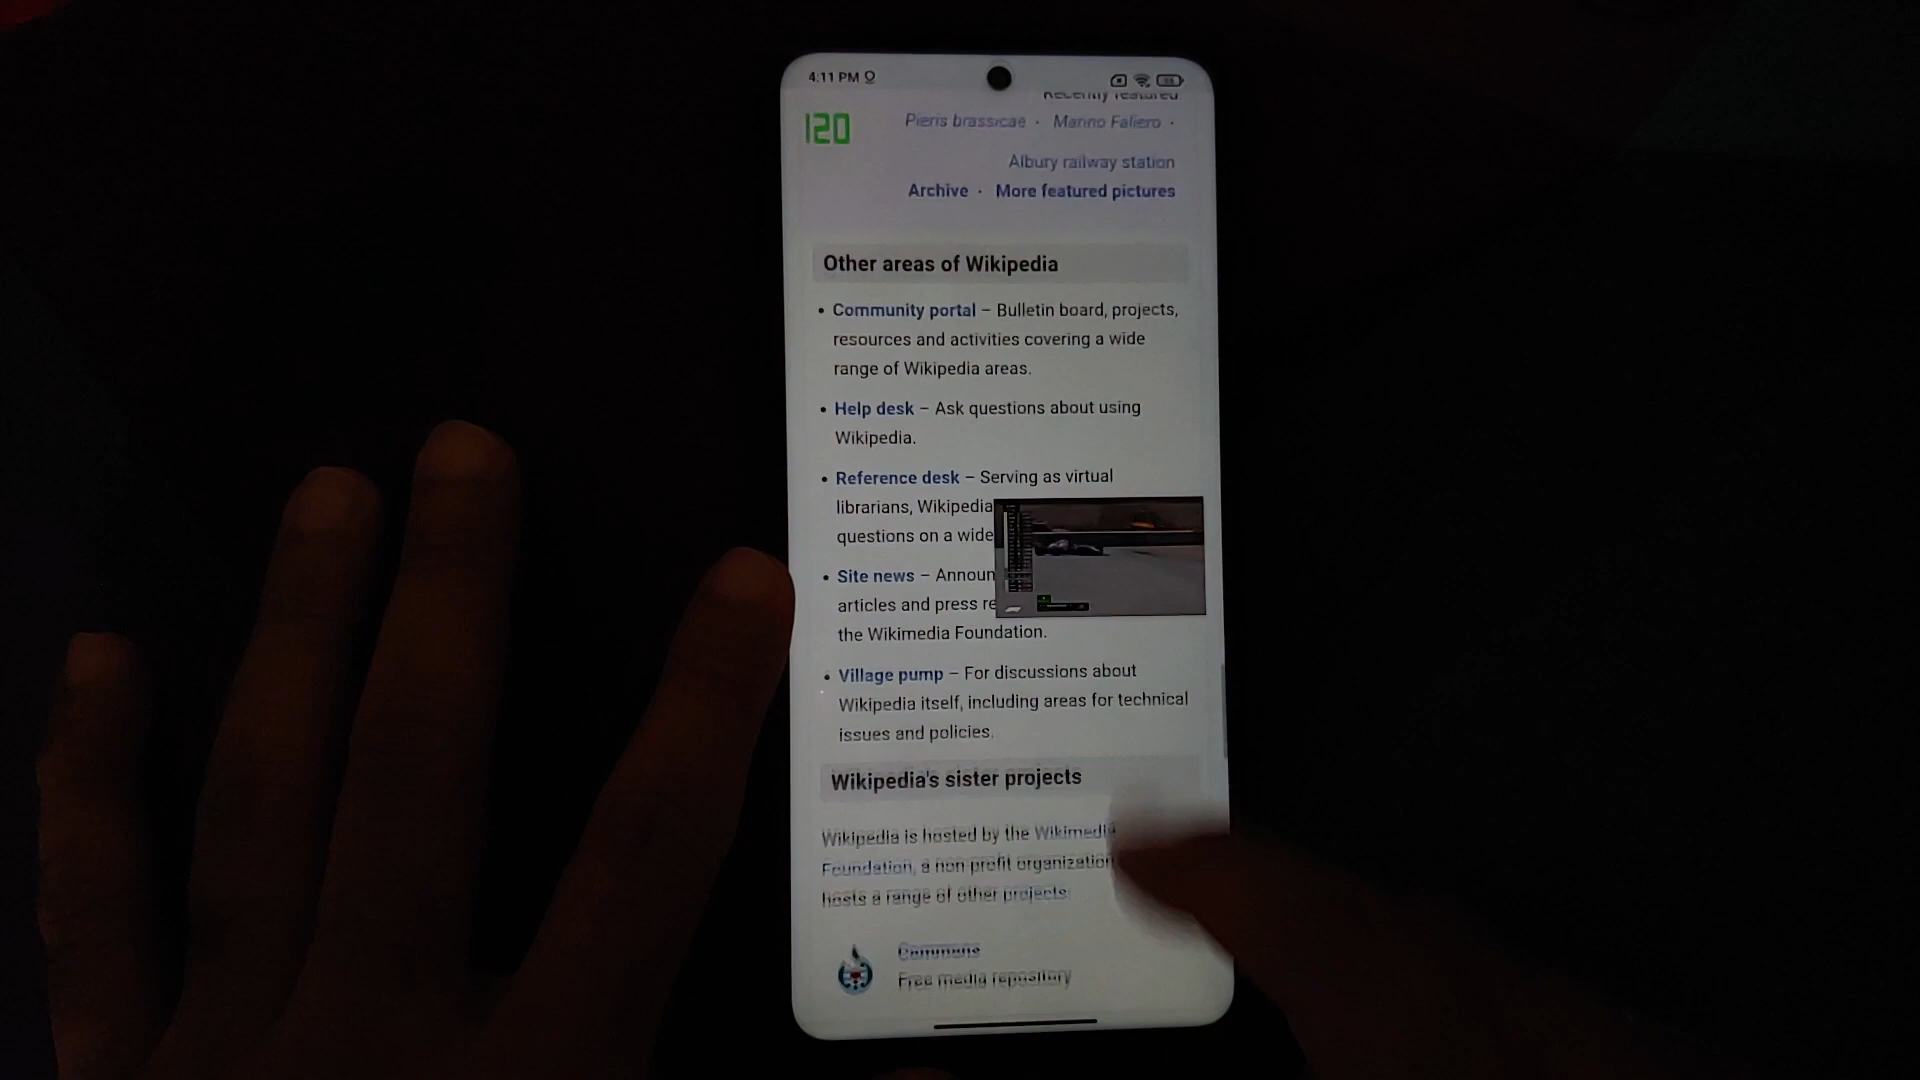 4:11 PM
Recently featured
120
Pieris brassicae · Marino Faliero ·
Albury railway station
Archive · More featured pictures
Other areas of Wikipedia
• Community portal – Bulletin board, projects,
resources and activities covering a wide
range of Wikipedia areas.
• Help desk – Ask questions about using
Wikipedia.
• Reference desk – Serving as virtual
librarians, Wikipedia
questions on a wide
• Site news –
articles and press
the Wikimedia Foundation.
• Village pump – For discussions about
Wikipedia itself, including areas for technical
issues and policies.
Wikipedia's sister projects
Wikipedia is hosted by the Wikimedia
Foundation, a non-profit organization
hosts a range of other projects:
Commons
Free media repository